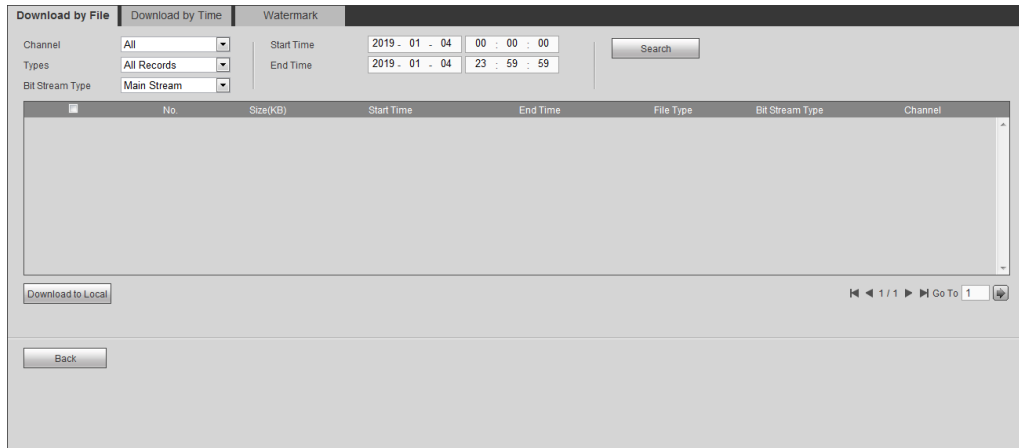 Download by File Download by Time Watermark
Channel All Start Time 2019 - 01 - 04 00 : 00 : 00 Search
Types All Records End Time 2019 - 01 - 04 23 : 59 : 59
Bit Stream Type Main Stream
No. Size(KB) Start Time End Time File Type Bit Stream Type Channel
Download to Local 1 / 1 Go To 1
Back